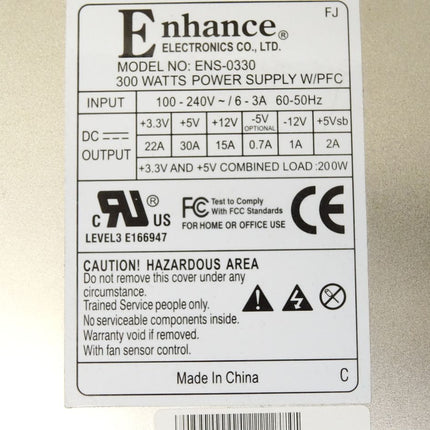 FJ
Enhance®
ELECTRONICS CO., LTD.
MODEL NO: ENS-0330
300 WATTS POWER SUPPLY W/PFC
INPUT 100 - 240V ~ / 6 - 3A 60-50Hz
DC OUTPUT +3.3V +5V +12V -5V OPTIONAL -12V +5Vsb
22A 30A 15A 0.7A 1A 2A
+3.3V AND +5V COMBINED LOAD :200W
c RU ® US
LEVEL3 E166947
FC Test to Comply
With FCC Standards
FOR HOME OR OFFICE USE
CE
CAUTION! HAZARDOUS AREA
Do not remove this cover under any
circumstance.
Trained Service people only.
No serviceable components inside.
Warranty void if removed.
With fan sensor control.
Made In China C